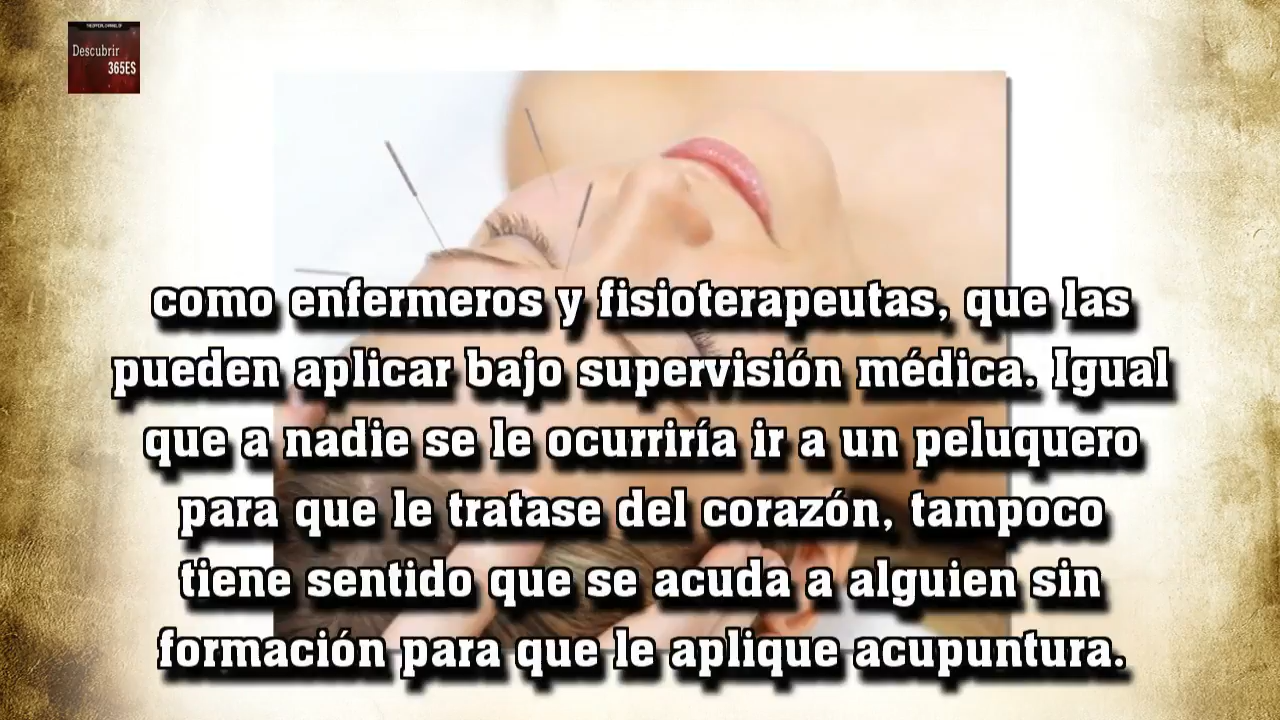 Descubrir
365ES
como enfermeros y fisioterapeutas, que las
pueden aplicar bajo supervisión médica. Igual
que a nadie se le ocurriría ir a un peluquero
para que le tratase del corazón, tampoco
tiene sentido que se acuda a alguien sin
formación para que le aplique acupuntura.